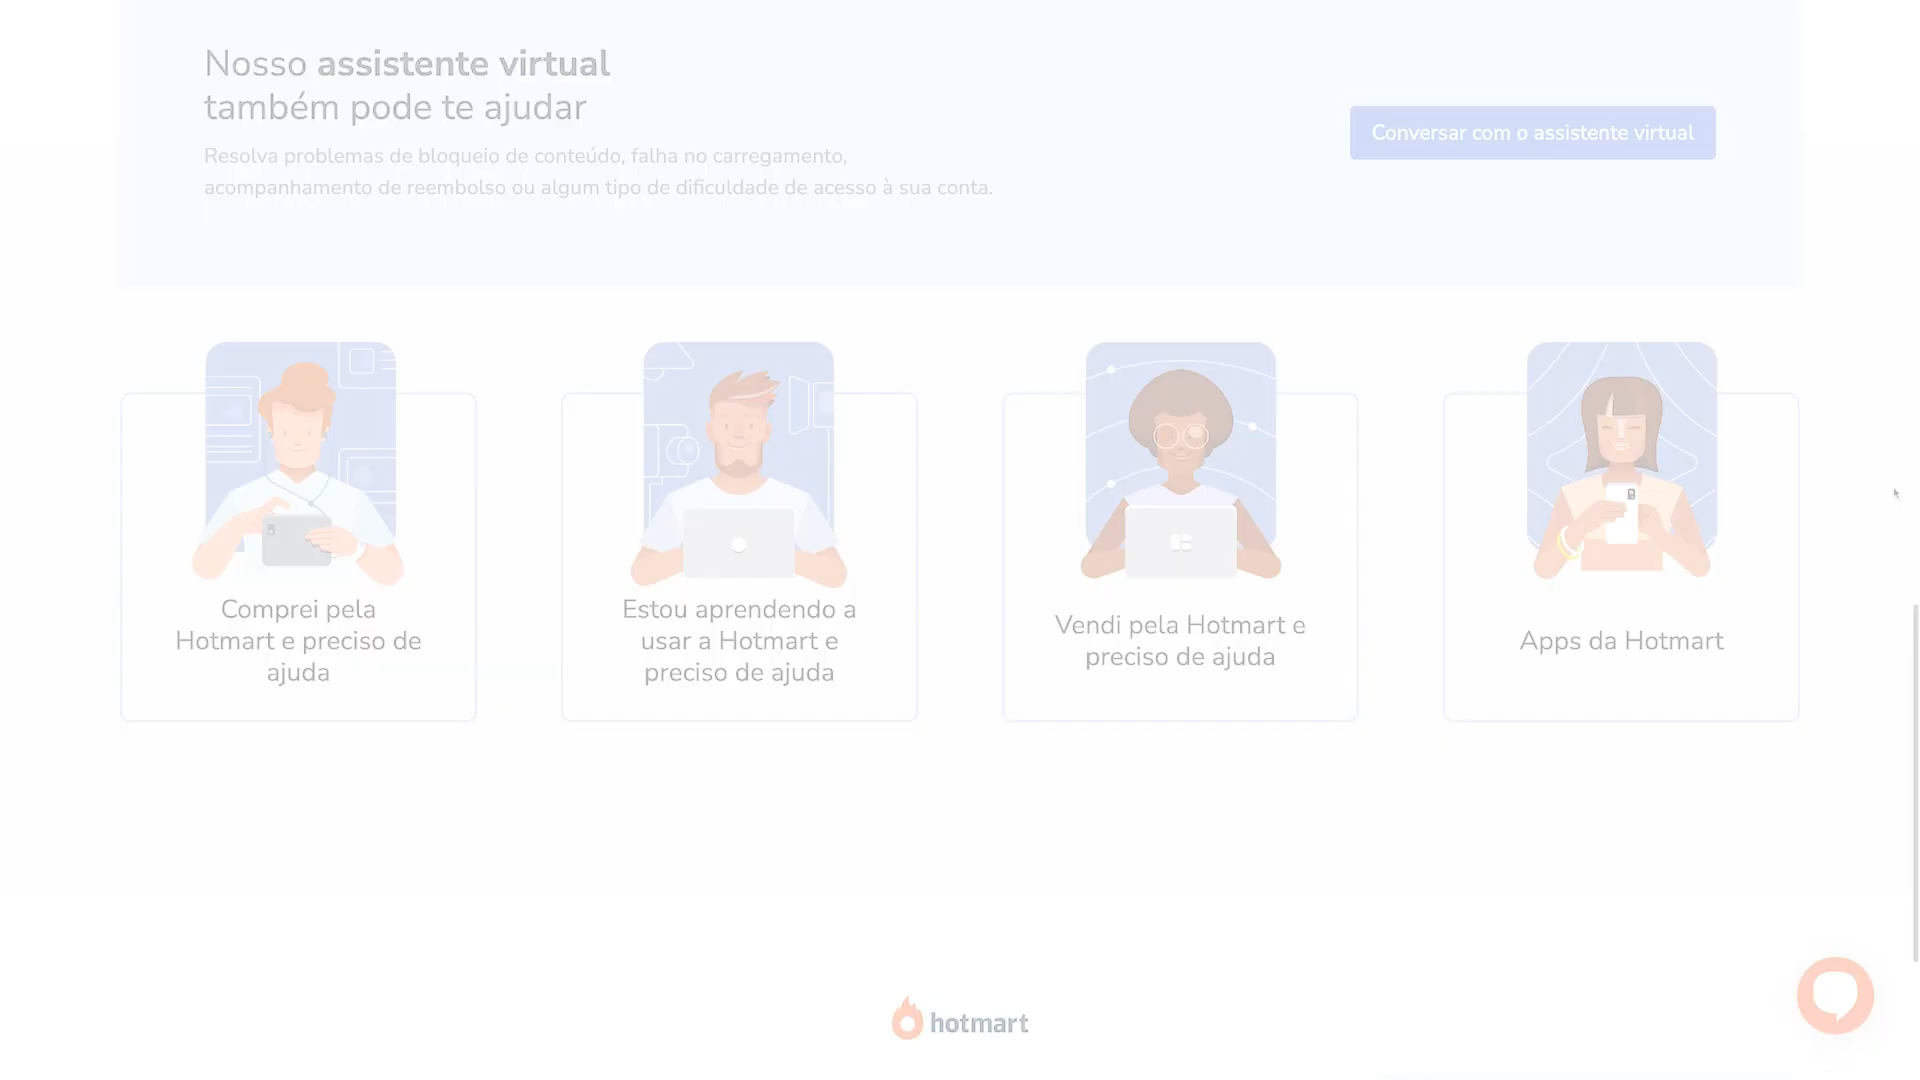 Nosso assistente virtual
também pode te ajudar
Resolva problemas de bloqueio de conteúdo, falha no carregamento,
acompanhamento de reembolso ou algum tipo de dificuldade de acesso à sua conta.
Conversar com o assistente virtual
Comprei pela
Hotmart e preciso de
ajuda
Estou aprendendo a
usar a Hotmart e
preciso de ajuda
Vendi pela Hotmart e
preciso de ajuda
Apps da Hotmart
hotmart